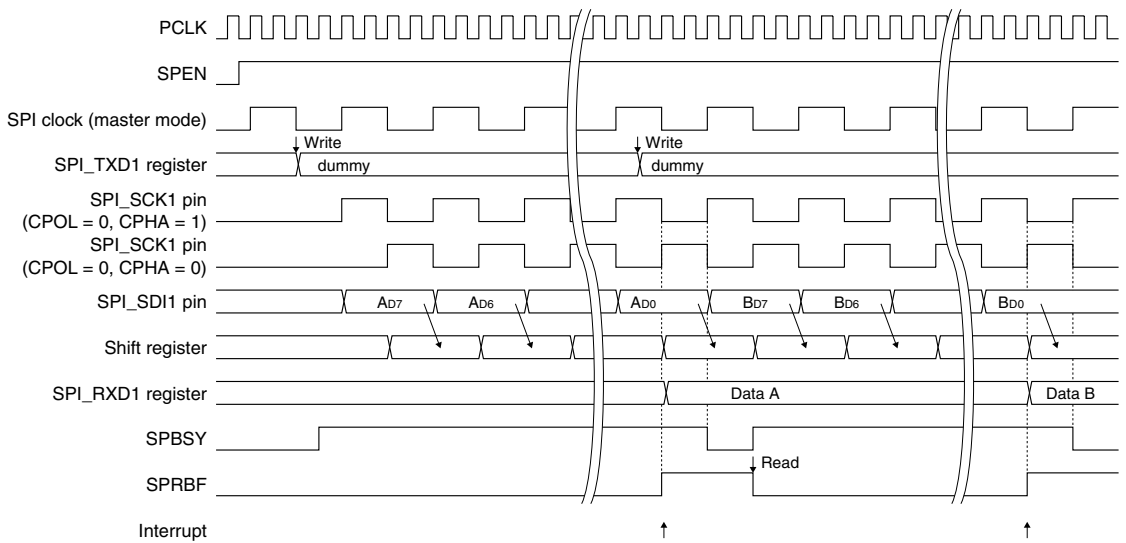 PCLK
SPEN
SPI clock (master mode)
Write
Write
SPI_TXD1 register
dummy
dummy
SPI_SCK1 pin
(CPOL = 0, CPHA = 1)
SPI_SCK1 pin
(CPOL = 0, CPHA = 0)
SPI_SDI1 pin
AD7
AD6
AD0
BD7
BD6
BD0
Shift register
SPI_RXD1 register
Data A
Data B
SPBSY
Read
SPRBF
Interrupt